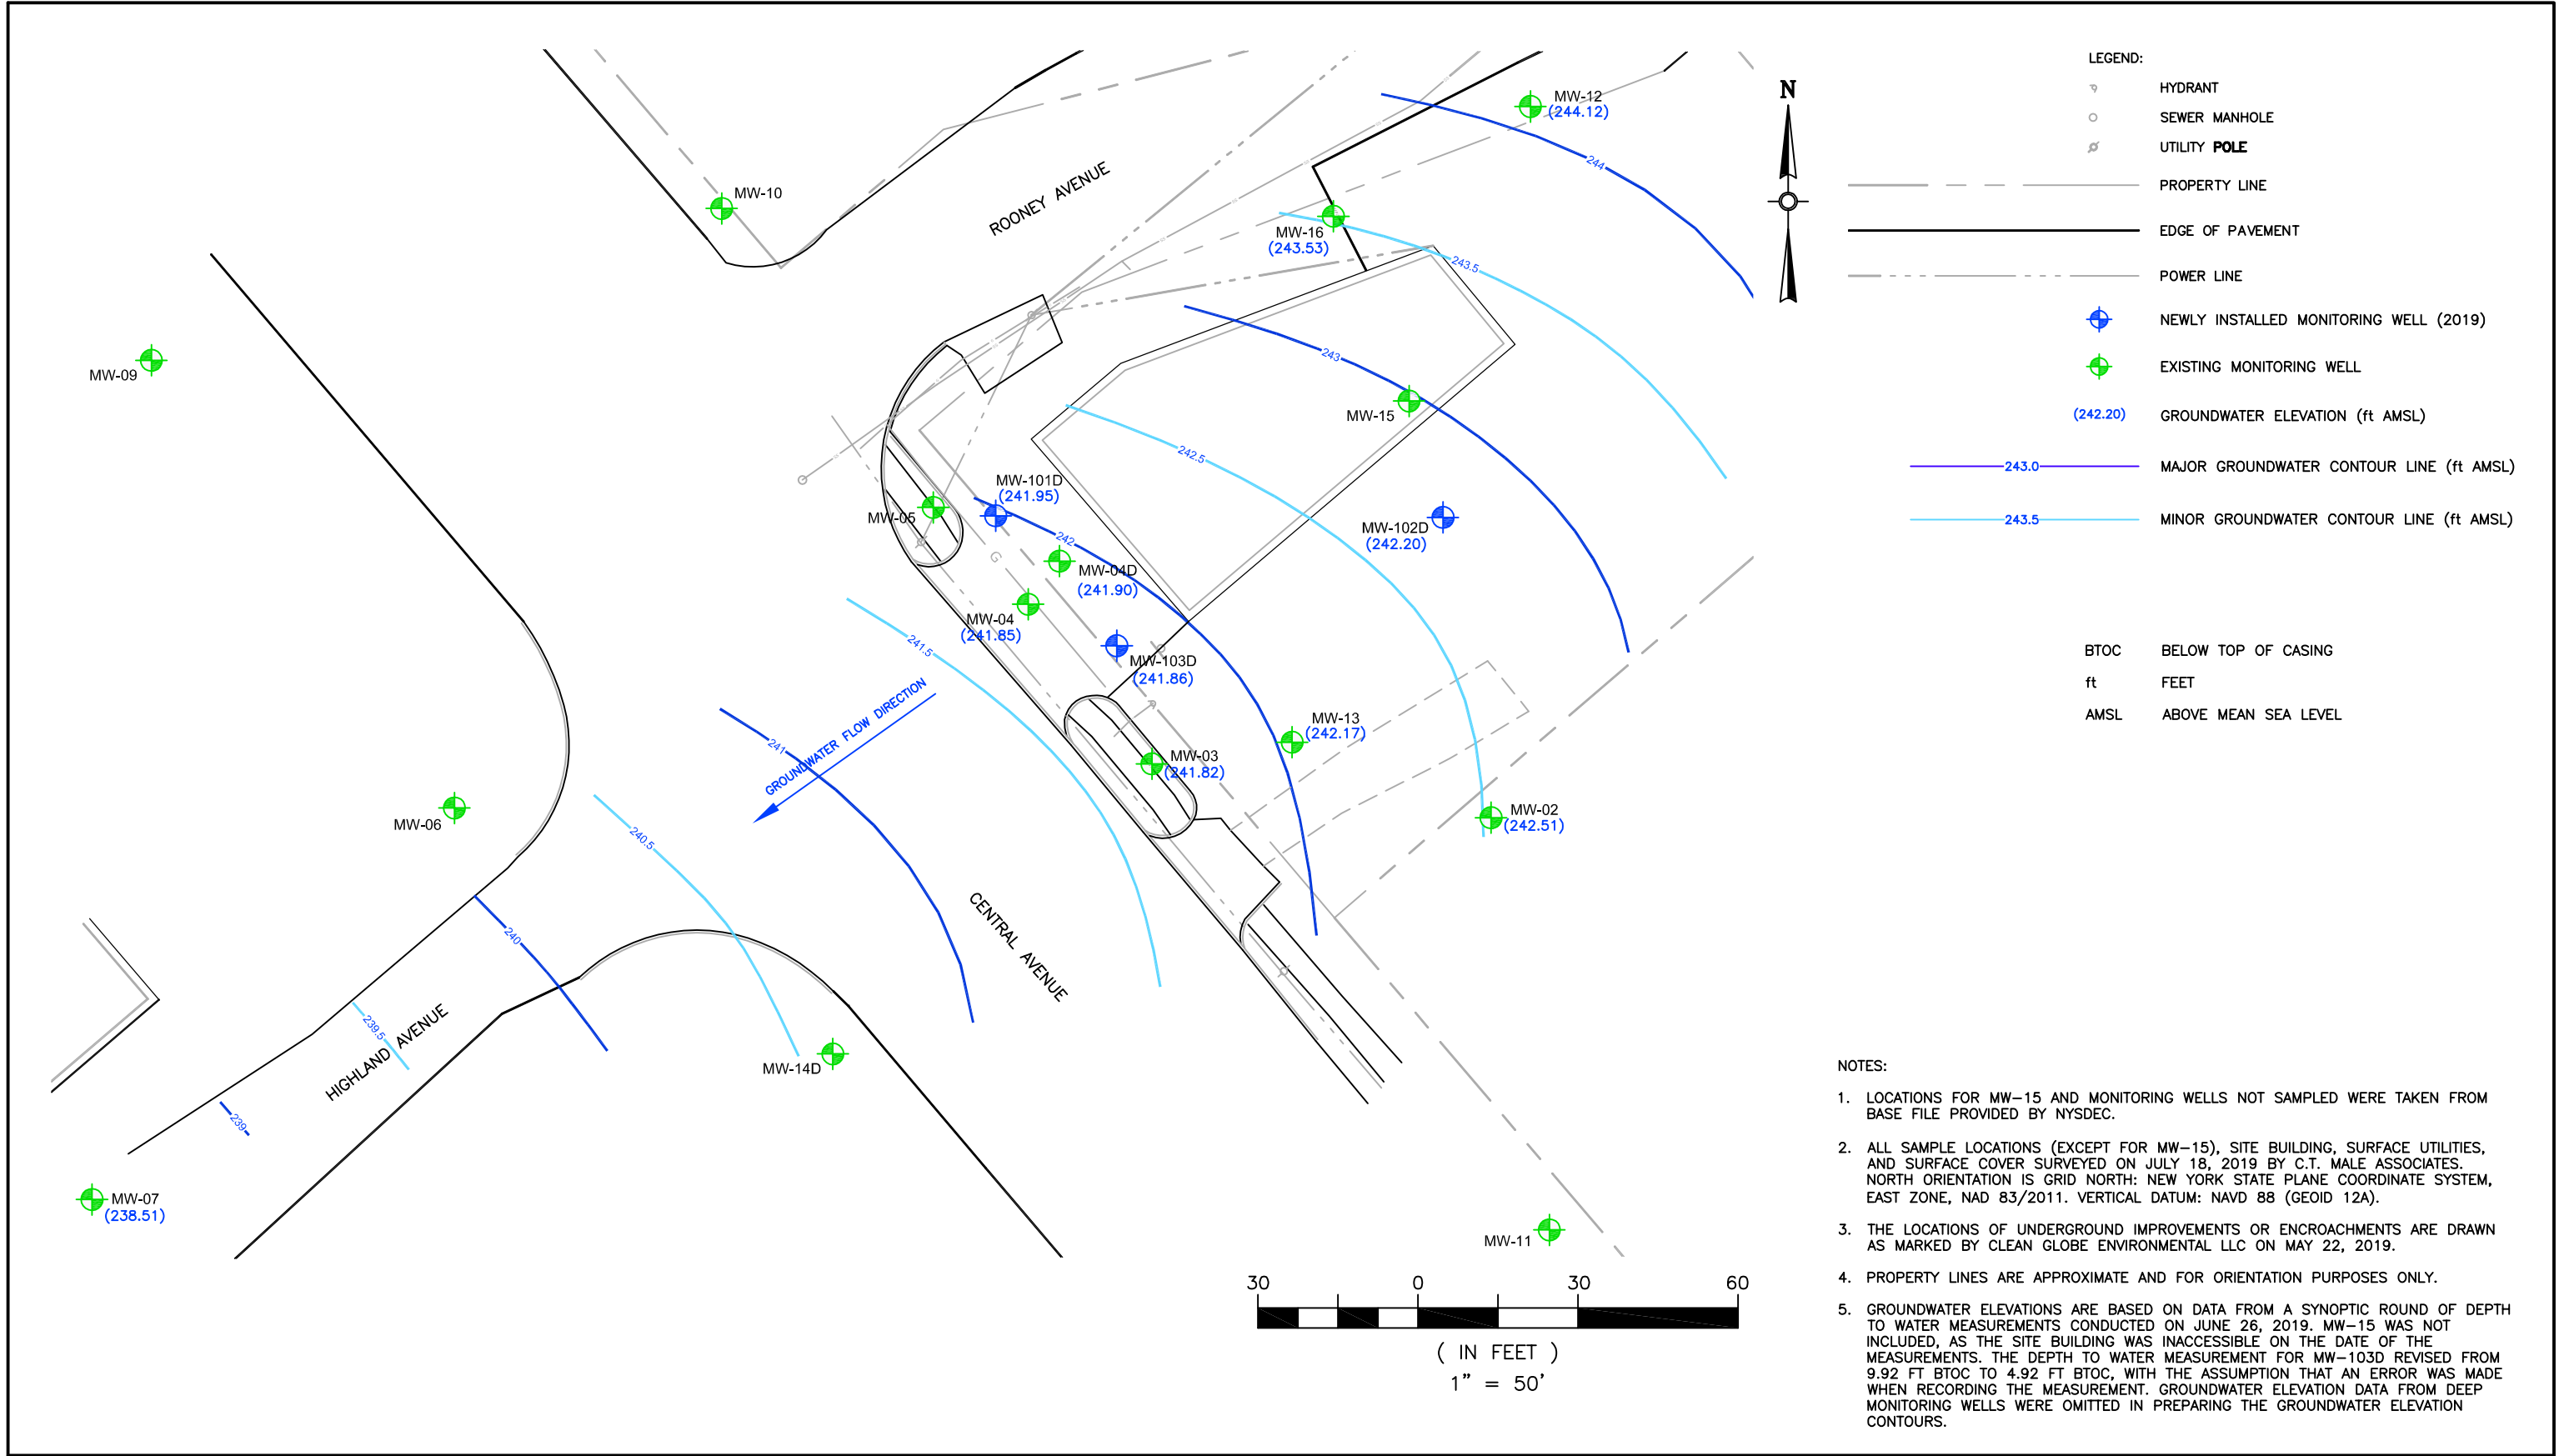 MW-12
(244.12)
244
MW-10
ROONEY AVENUE
MW-16
(243.53)
243.5
243
MW-09
MW-15
242.5
MW-101D
(241.95)
MW-05
242
G
MW-102D
(242.20)
MW-04D
(241.90)
MW-04
(241.85)
241.5
MW-103D
(241.86)
GROUNDWATER FLOW DIRECTION
241
MW-13
(242.17)
MW-03
(241.82)
MW-02
(242.51)
MW-06
240.5
CENTRAL AVENUE
240
239.5
HIGHLAND AVENUE
MW-14D
239
MW-07
(238.51)
MW-11
30 0 30 60
( IN FEET )
1” = 50’
N
LEGEND:
HYDRANT
SEWER MANHOLE
UTILITY POLE
PROPERTY LINE
EDGE OF PAVEMENT
POWER LINE
NEWLY INSTALLED MONITORING WELL (2019)
EXISTING MONITORING WELL
(242.20) GROUNDWATER ELEVATION (ft AMSL)
243.0 MAJOR GROUNDWATER CONTOUR LINE (ft AMSL)
243.5 MINOR GROUNDWATER CONTOUR LINE (ft AMSL)
BTOC BELOW TOP OF CASING
ft FEET
AMSL ABOVE MEAN SEA LEVEL
NOTES:
1. LOCATIONS FOR MW-15 AND MONITORING WELLS NOT SAMPLED WERE TAKEN FROM
BASE FILE PROVIDED BY NYSDEC.
2. ALL SAMPLE LOCATIONS (EXCEPT FOR MW-15), SITE BUILDING, SURFACE UTILITIES,
AND SURFACE COVER SURVEYED ON JULY 18, 2019 BY C.T. MALE ASSOCIATES.
NORTH ORIENTATION IS GRID NORTH: NEW YORK STATE PLANE COORDINATE SYSTEM,
EAST ZONE, NAD 83/2011. VERTICAL DATUM: NAVD 88 (GEOID 12A).
3. THE LOCATIONS OF UNDERGROUND IMPROVEMENTS OR ENCROACHMENTS ARE DRAWN
AS MARKED BY CLEAN GLOBE ENVIRONMENTAL LLC ON MAY 22, 2019.
4. PROPERTY LINES ARE APPROXIMATE AND FOR ORIENTATION PURPOSES ONLY.
5. GROUNDWATER ELEVATIONS ARE BASED ON DATA FROM A SYNOPTIC ROUND OF DEPTH
TO WATER MEASUREMENTS CONDUCTED ON JUNE 26, 2019. MW-15 WAS NOT
INCLUDED, AS THE SITE BUILDING WAS INACCESSIBLE ON THE DATE OF THE
MEASUREMENTS. THE DEPTH TO WATER MEASUREMENT FOR MW-103D REVISED FROM
9.92 FT BTOC TO 4.92 FT BTOC, WITH THE ASSUMPTION THAT AN ERROR WAS MADE
WHEN RECORDING THE MEASUREMENT. GROUNDWATER ELEVATION DATA FROM DEEP
MONITORING WELLS WERE OMITTED IN PREPARING THE GROUNDWATER ELEVATION
CONTOURS.